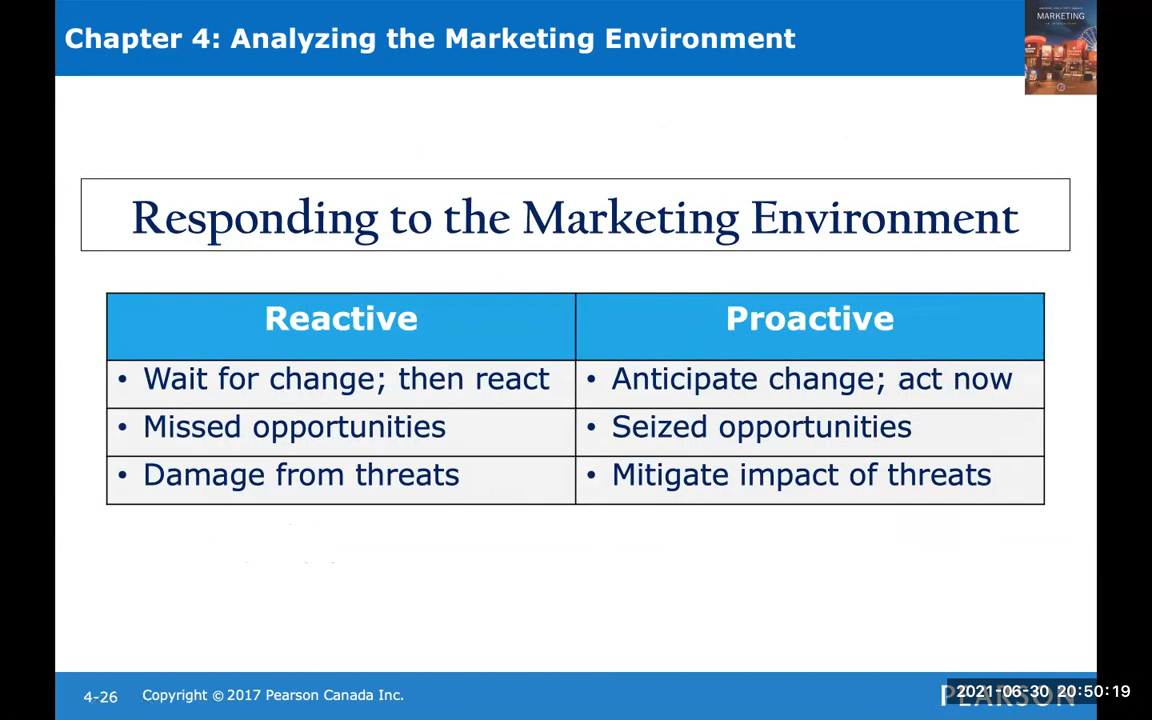 Chapter 4: Analyzing the Marketing Environment
MARKETING
Responding to the Marketing Environment
Reactive
Proactive
• Wait for change; then react
• Anticipate change; act now
• Missed opportunities
• Seized opportunities
• Damage from threats
• Mitigate impact of threats
4-26
Copyright © 2017 Pearson Canada Inc.
PEARSON
2021-06-30 20:50:19